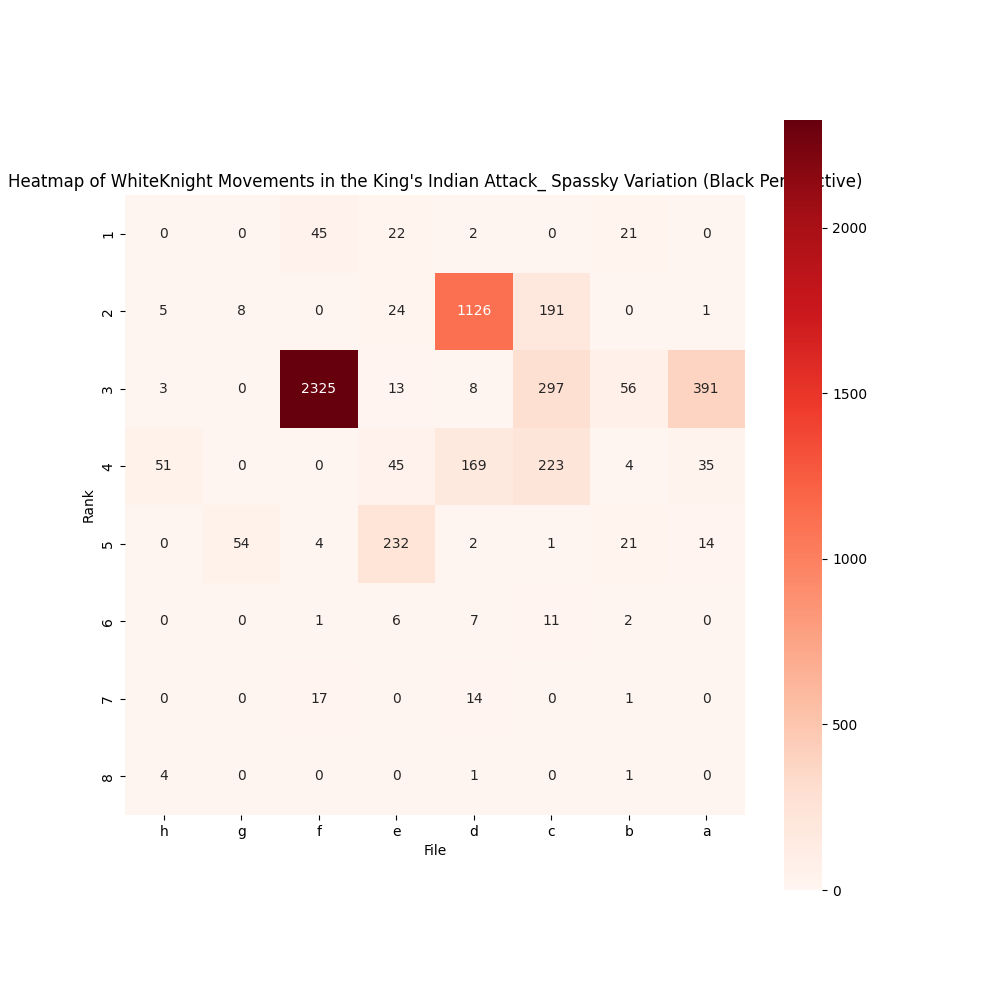 Heatmap of WhiteKnight Movements in the King's Indian Attack_ Spassky Variation (Black Per tive)
1 0 0 45 22 2 0 21 0
2 5 8 0 24 1126 191 0 1
3 3 0 2325 13 8 297 56 391
4 51 0 0 45 169 223 4 35
5 0 54 4 232 2 1 21 14
6 0 0 1 6 7 11 2 0
7 0 0 17 0 14 0 1 0
8 4 0 0 0 1 0 1 0
h g f e d c b a
File
Rank
2000
1500
1000
500
0